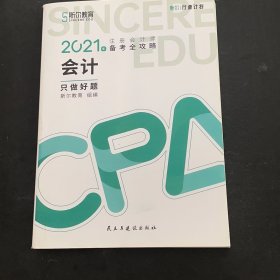 斯尔教育
SINCERE
EDU
2021年
注册会计师
备考全攻略
会计
只做好题
斯尔教育 组编
CPA
民主与建设出版社